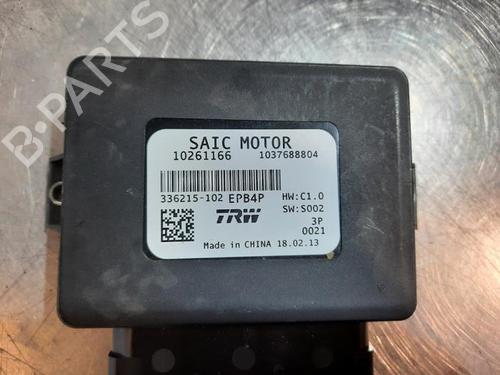 B-PARTS
SAIC MOTOR
10261166 1037688804
336215-102 EPB4P HW:C1.0
SW:S002
TRW 3P
0021
Made in CHINA 18.02.13